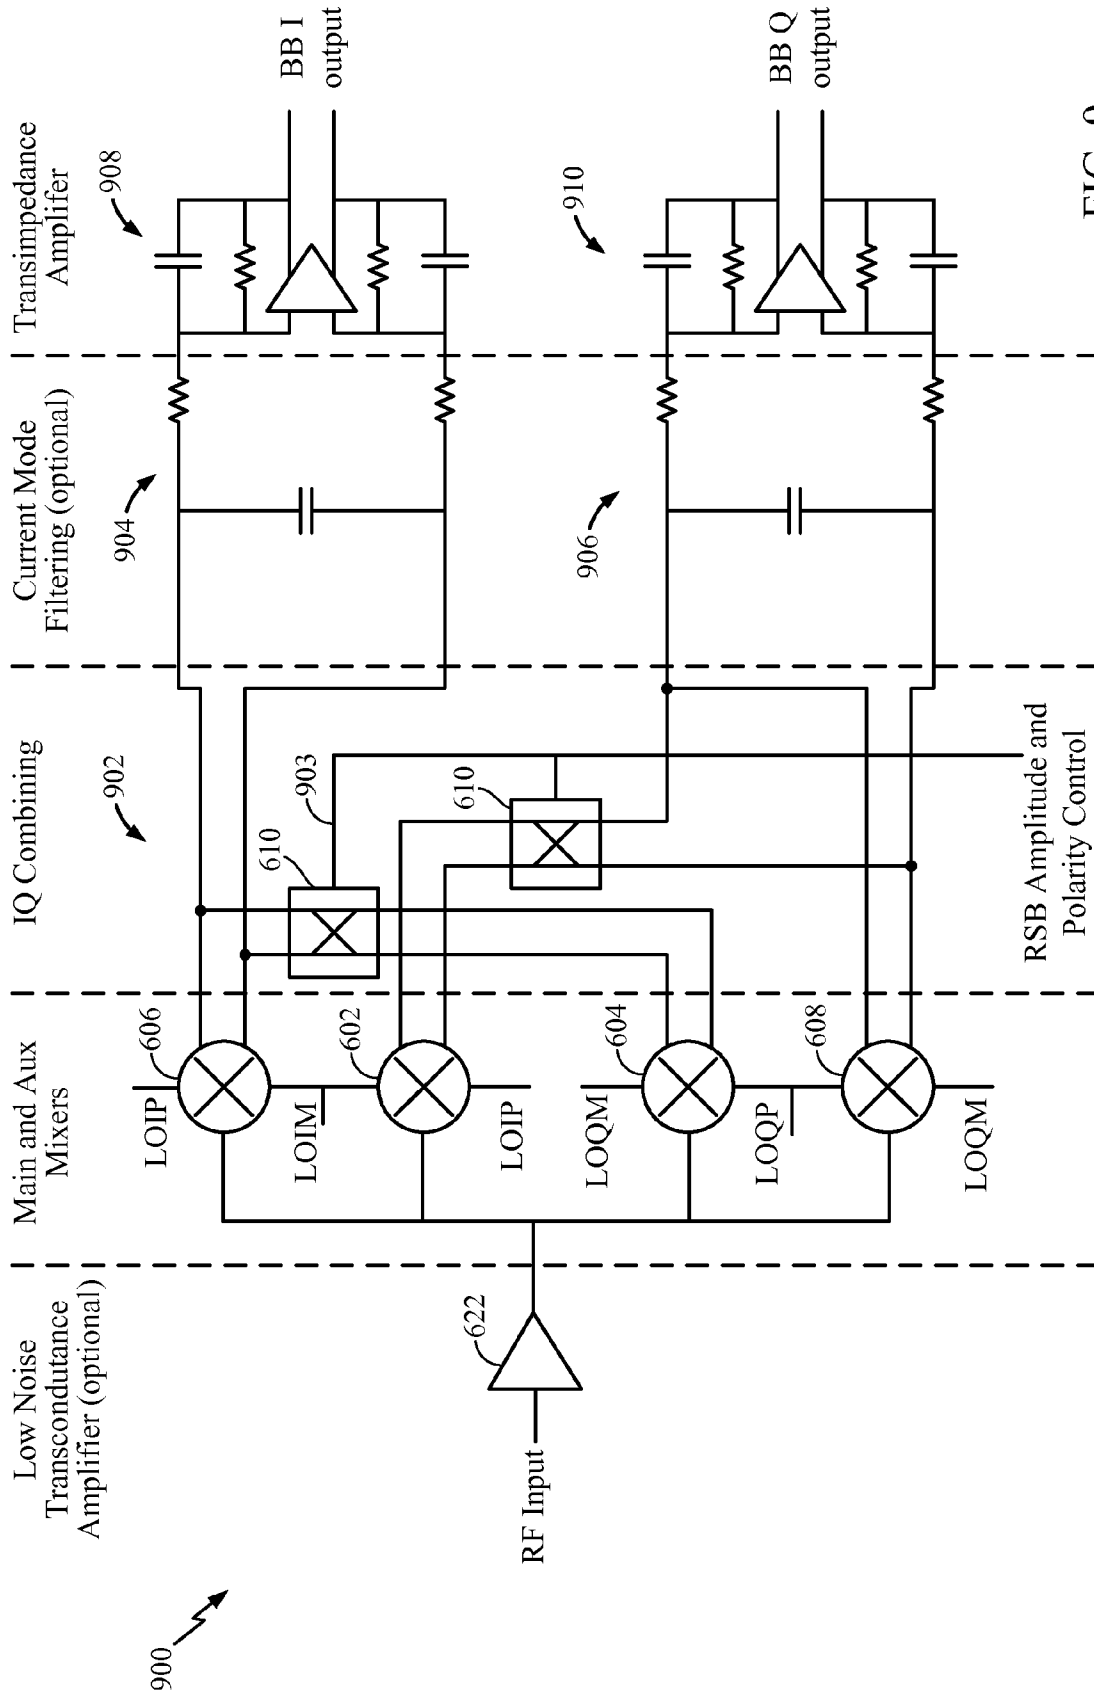 Low Noise
Transcondutance
Amplifier (optional)
Main and Aux
Mixers
IQ Combining
Current Mode
Filtering (optional)
Transimpedance
Amplifer
900
RF Input
622
LOIP
606
LOIM
602
LOIP
LOQM
604
LOQP
608
LOQM
902
610
903
610
RSB Amplitude and
Polarity Control
904
906
908
910
BB I
output
BB Q
output